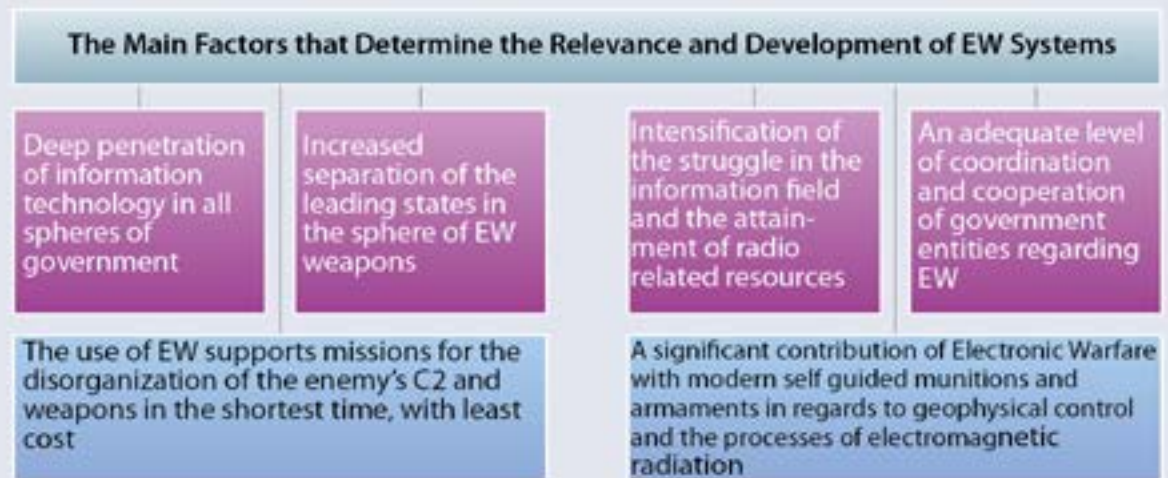 The Main Factors that Determine the Relevance and Development of EW Systems
Deep penetration
of information
technology in all
spheres of
government
Increased
separation of the
leading states in
the sphere of EW
weapons
Intensification of
the struggle in the
information field
and the attain-
ment of radio
related resources
An adequate level
of coordination
and cooperation
of government
entities regarding
EW
The use of EW supports missions for the
disorganization of the enemy's C2 and
weapons in the shortest time, with least
cost
A significant contribution of Electronic Warfare
with modern self guided munitions and
armaments in regards to geophysical control
and the processes of electromagnetic
radiation